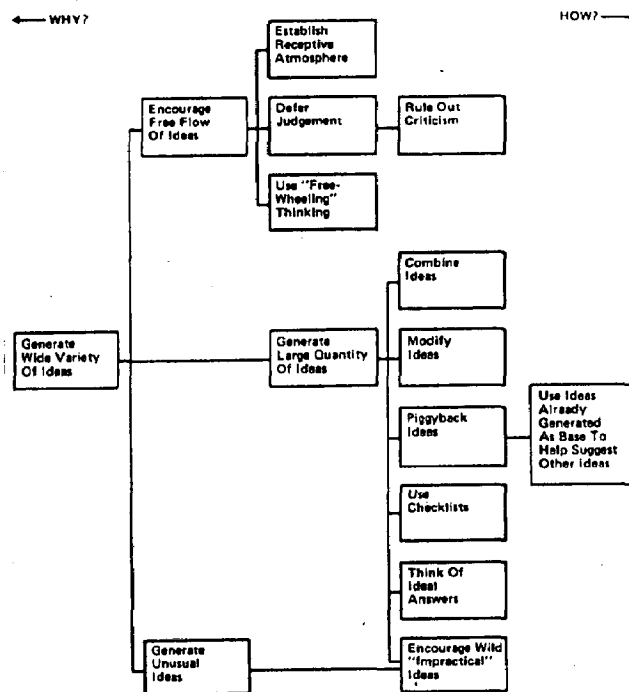 WHY?
HOW?
Establish
Receptive
Atmosphere
Encourage
Free Flow
Of Ideas
Defer
Judgement
Rule Out
Criticism
Use "Free-
Wheeling"
Thinking
Combine
Ideas
Generate
Wide Variety
Of Ideas
Generate
Large Quantity
Of Ideas
Modify
Ideas
Piggyback
Ideas
Use Ideas
Already
Generated
As Base To
Help Suggest
Other Ideas
Use
Checklists
Think Of
Ideal
Answers
Generate
Unusual
Ideas
Encourage Wild
"Impractical"
Ideas